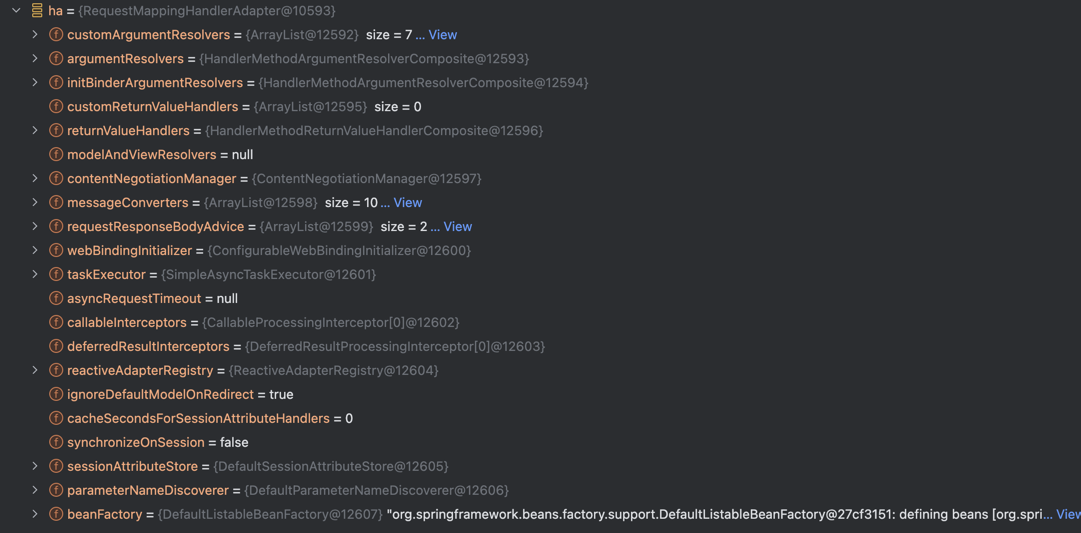 ha = {RequestMappingHandlerAdapter@10593}
f customArgumentResolvers = {ArrayList@12592} size = 7 ... View
f argumentResolvers = {HandlerMethodArgumentResolverComposite@12593}
f initBinderArgumentResolvers = {HandlerMethodArgumentResolverComposite@12594}
f customReturnValueHandlers = {ArrayList@12595} size = 0
f returnValueHandlers = {HandlerMethodReturnValueHandlerComposite@12596}
f modelAndViewResolvers = null
f contentNegotiationManager = {ContentNegotiationManager@12597}
f messageConverters = {ArrayList@12598} size = 10 ... View
f requestResponseBodyAdvice = {ArrayList@12599} size = 2 ... View
f webBindingInitializer = {ConfigurableWebBindingInitializer@12600}
f taskExecutor = {SimpleAsyncTaskExecutor@12601}
f asyncRequestTimeout = null
f callableInterceptors = {CallableProcessingInterceptor[0]@12602}
f deferredResultInterceptors = {DeferredResultProcessingInterceptor[0]@12603}
f reactiveAdapterRegistry = {ReactiveAdapterRegistry@12604}
f ignoreDefaultModelOnRedirect = true
f cacheSecondsForSessionAttributeHandlers = 0
f synchronizeOnSession = false
f sessionAttributeStore = {DefaultSessionAttributeStore@12605}
f parameterNameDiscoverer = {DefaultParameterNameDiscoverer@12606}
f beanFactory = {DefaultListableBeanFactory@12607} "org.springframework.beans.factory.support.DefaultListableBeanFactory@27cf3151: defining beans [org.spri... View